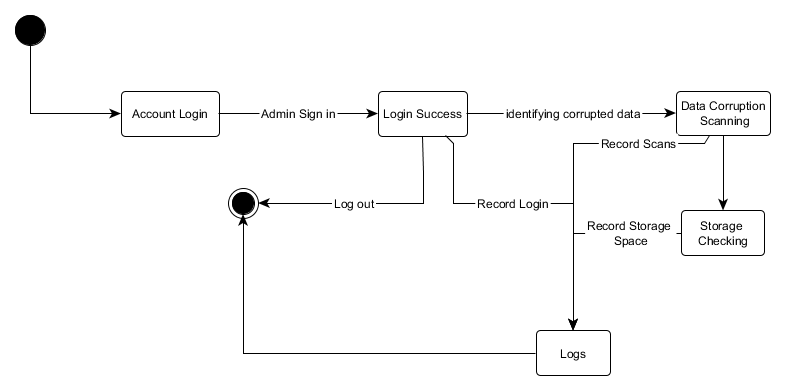 Account Login
Admin Sign in
Login Success
identifying corrupted data
Data Corruption
Scanning
Record Scans
Log out
Record Login
Record Storage
Space
Storage
Checking
Logs